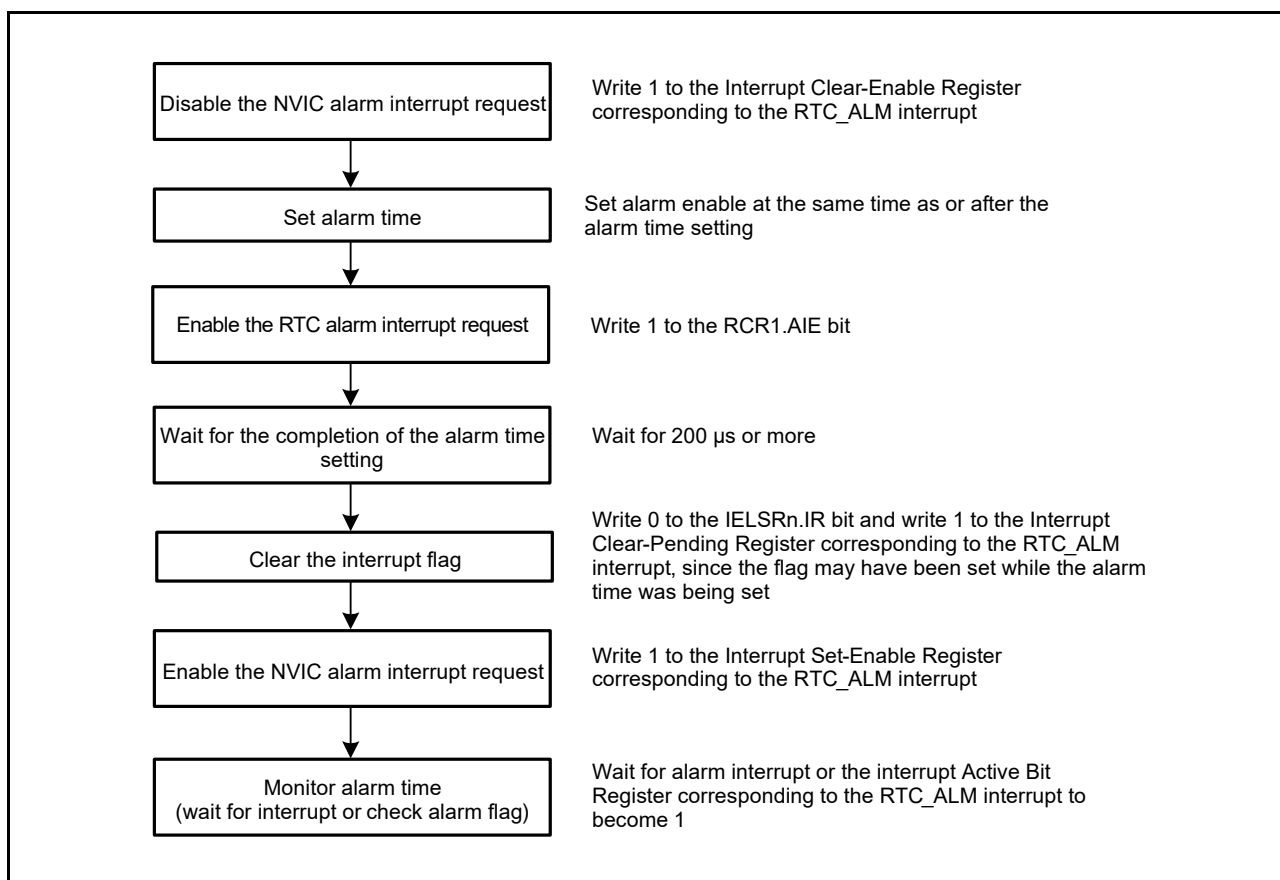 Disable the NVIC alarm interrupt request
Write 1 to the Interrupt Clear-Enable Register
corresponding to the RTC_ALM interrupt
Set alarm time
Set alarm enable at the same time as or after the
alarm time setting
Enable the RTC alarm interrupt request
Write 1 to the RCR1.AIE bit
Wait for the completion of the alarm time
setting
Wait for 200 µs or more
Clear the interrupt flag
Write 0 to the IELSRn.IR bit and write 1 to the Interrupt
Clear-Pending Register corresponding to the RTC_ALM
interrupt, since the flag may have been set while the alarm
time was being set
Enable the NVIC alarm interrupt request
Write 1 to the Interrupt Set-Enable Register
corresponding to the RTC_ALM interrupt
Monitor alarm time
(wait for interrupt or check alarm flag)
Wait for alarm interrupt or the interrupt Active Bit
Register corresponding to the RTC_ALM interrupt to
become 1